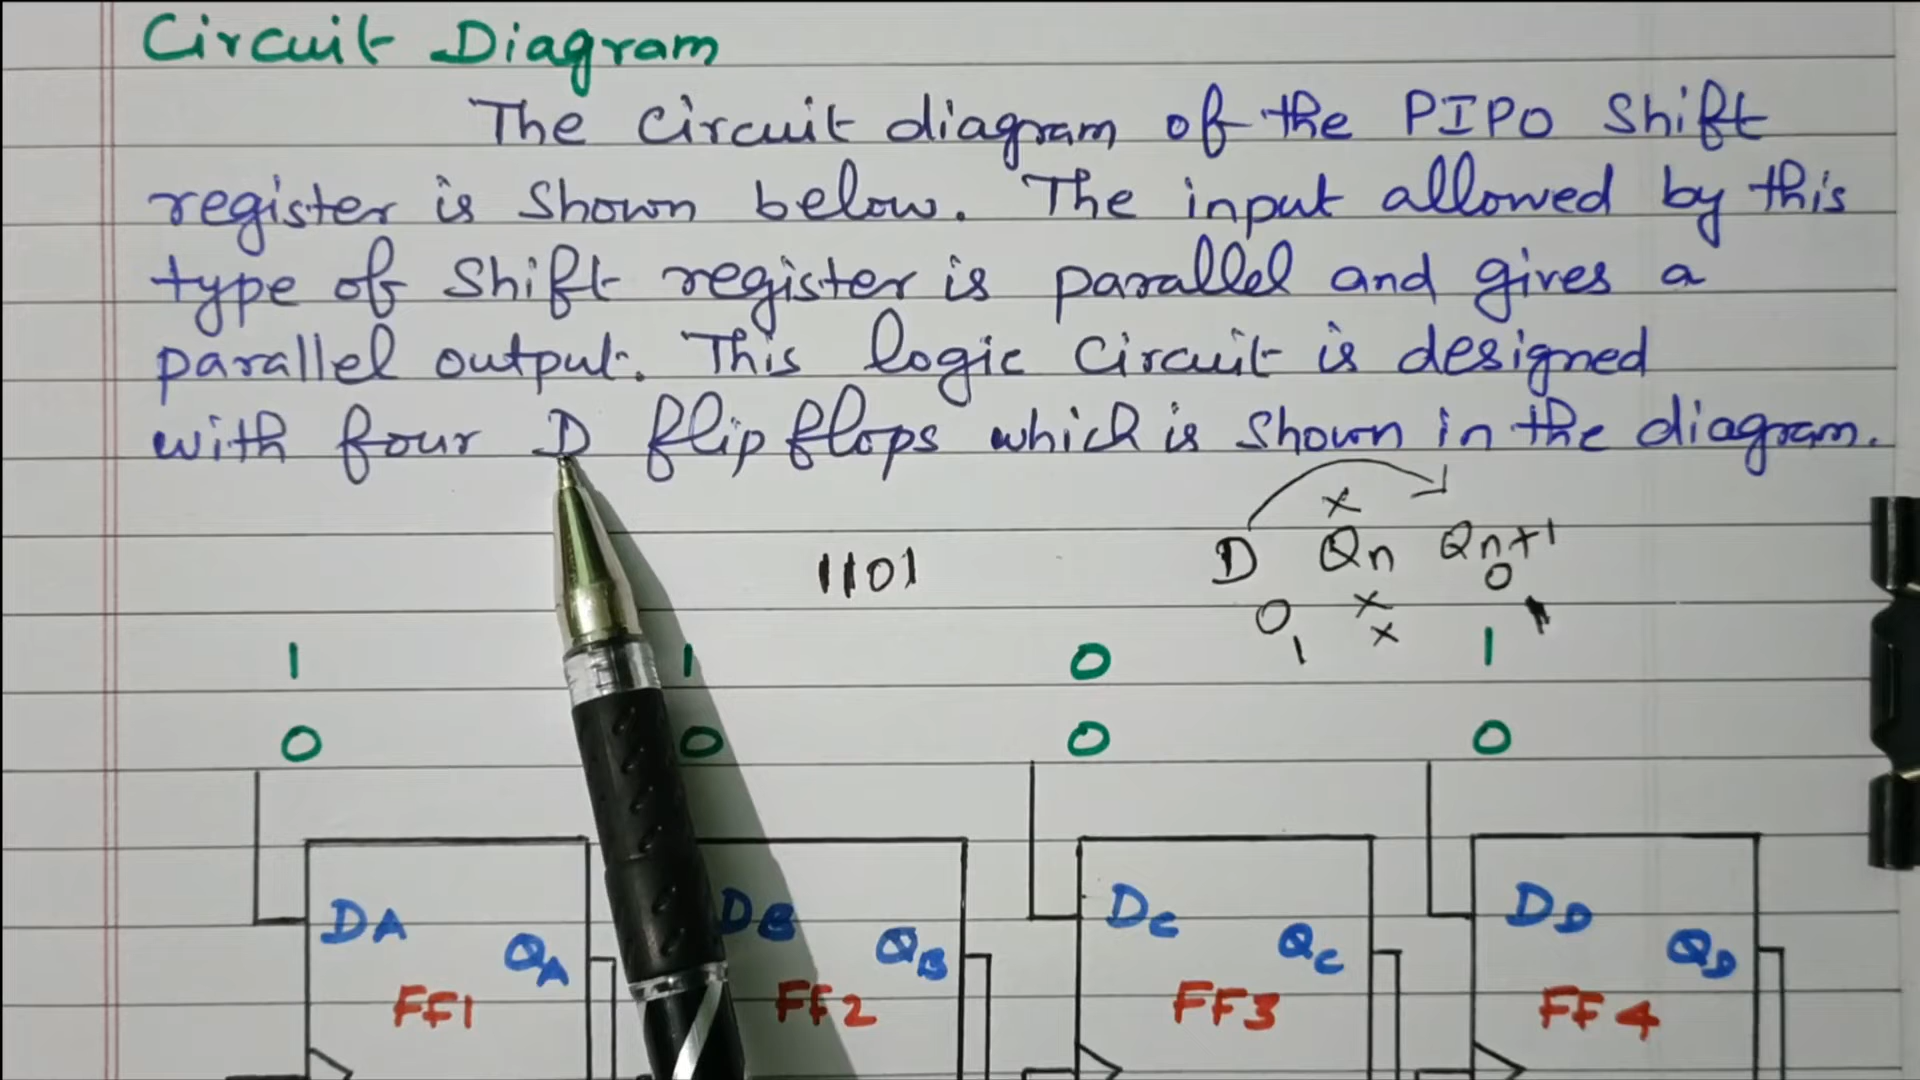 Circuit Diagram
The Circuit diagram of the PIPO Shift
register is shown below. The input allowed by this
type of Shift register is parallel and gives a
parallel output. This logic Circuit is designed
with four D flip flops which is shown in the diagram.
x
1101 D Qn Qn+1
0 x 0
1 x 1
1 1 0 1
0 0 0 0
DA DB DC DD
QA QB QC QD
FF1 FF2 FF3 FF4